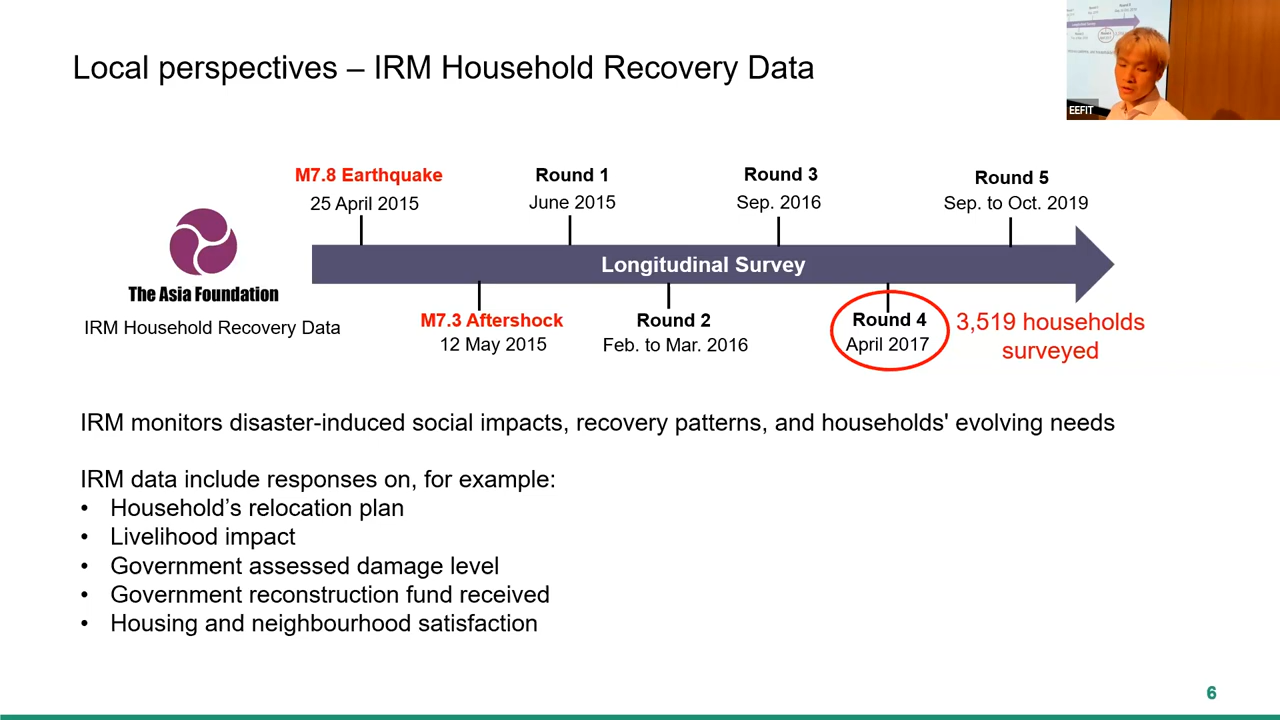 Local perspectives – IRM Household Recovery Data
EEFIT
M7.8 Earthquake
25 April 2015
Round 1
June 2015
Round 3
Sep. 2016
Round 5
Sep. to Oct. 2019
Longitudinal Survey
The Asia Foundation
IRM Household Recovery Data
M7.3 Aftershock
12 May 2015
Round 2
Feb. to Mar. 2016
Round 4
April 2017
3,519 households
surveyed
IRM monitors disaster-induced social impacts, recovery patterns, and households' evolving needs
IRM data include responses on, for example:
• Household’s relocation plan
• Livelihood impact
• Government assessed damage level
• Government reconstruction fund received
• Housing and neighbourhood satisfaction
6